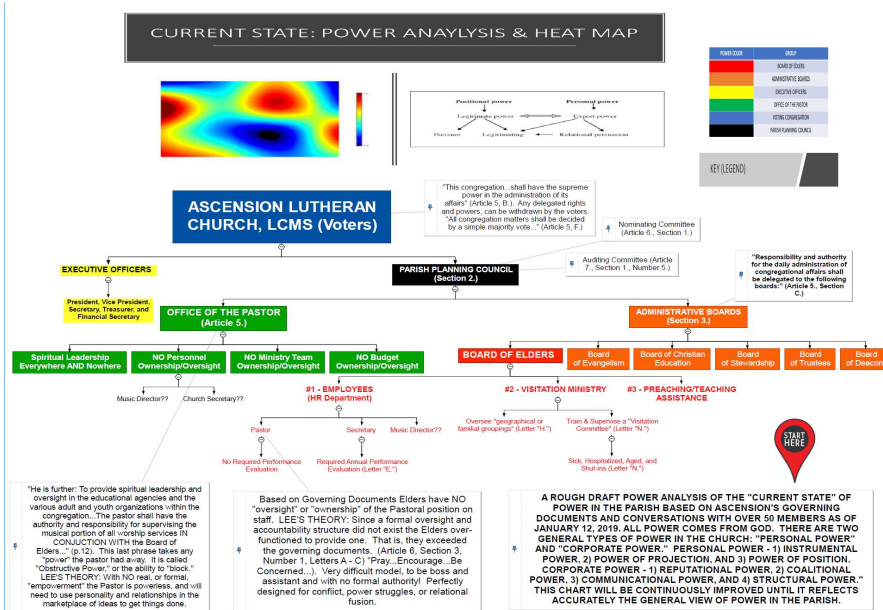 CURRENT STATE: POWER ANAYLYSIS & HEAT MAP
POWER COLOR
GROUP
BOARD OF EDLERS
ADMINISTRATIVE BOARDS
EXECUTIVE OFFICERS
OFFICE OF THE PASTOR
VOTING CONGREGATION
PARISH PLANNING COUNCIL
KEY (LEGEND)
Positional power
Personal power
Legitimate power
Expert power
Legitimating
Relational persuasion
ASCENSION LUTHERAN
CHURCH, LCMS (Voters)
"This congregation...shall have the supreme
power in the administration of its
affairs" (Article 5, B.). Any delegated rights
and powers, can be withdrawn by the voters.
"All congregation matters shall be decided
by a simple majority vote..." (Article 5, F.)
Nominating Committee
(Article 6., Section 1.)
Auditing Committee (Article
7., Section 1., Number 5.)
"Responsibility and authority
for the daily administration of
congregational affairs shall
be delegated to the following
boards:" (Article 5., Section
C.)
EXECUTIVE OFFICERS
President, Vice President,
Secretary, Treasurer, and
Financial Secretary
PARISH PLANNING COUNCIL
(Section 2.)
OFFICE OF THE PASTOR
(Article 5.)
ADMINISTRATIVE BOARDS
(Section 3.)
Spiritual Leadership
Everywhere AND Nowhere
NO Personnel
Ownership/Oversight
NO Ministry Team
Ownership/Oversight
NO Budget
Ownership/Oversight
BOARD OF ELDERS
Board
of Evangelism
Board of Christian
Education
Board
of Stewardship
Board
of Trustees
Board
of Deacon
Music Director??
Church Secretary??
#1 - EMPLOYEES
(HR Department)
#2 - VISITATION MINISTRY
#3 - PREACHING/TEACHING
ASSISTANCE
Pastor
Secretary
Music Director??
No Required Performance
Evaluation
Required Annual Performance
Evaluation (Letter "E.")
Oversee "geographical or
familial groupings" (Letter "H.")
Train & Supervise a "Visitation
Committee" (Letter "N.")
Sick, Hospitalized, Aged, and
Shut-ins (Letter "N.")
START
HERE
"He is further: To provide spiritual leadership and
oversight in the educational agencies and the
various adult and youth organizations within the
congregation...The pastor shall have the
authority and responsibility for supervising the
musical portion of all worship services IN
CONJUCTION WITH the Board of
Elders..." (p.12). This last phrase takes any
"power" the pastor had away. It is called
"Obstructive Power," or the ability to "block."
LEE'S THEORY: With NO real, or formal,
"empowerment" the Pastor is powerless, and will
need to use personality and relationships in the
marketplace of ideas to get things done.
Based on Governing Documents Elders have NO
"oversight" or "ownership" of the Pastoral position on
staff. LEE'S THEORY: Since a formal oversight and
accountability structure did not exist the Elders over-
functioned to provide one. That is, they exceeded
the governing documents. (Article 6, Section 3,
Number 1, Letters A - C) "Pray...Encourage...Be
Concerned...). Very difficult model, to be boss and
assistant and with no formal authority! Perfectly
designed for conflict, power struggles, or relational
fusion.
A ROUGH DRAFT POWER ANALYSIS OF THE "CURRENT STATE" OF
POWER IN THE PARISH BASED ON ASCENSION'S GOVERNING
DOCUMENTS AND CONVERSATIONS WITH OVER 50 MEMBERS AS OF
JANUARY 12, 2019. ALL POWER COMES FROM GOD. THERE ARE TWO
GENERAL TYPES OF POWER IN THE CHURCH: "PERSONAL POWER"
AND "CORPORATE POWER." PERSONAL POWER - 1) INSTRUMENTAL
POWER, 2) POWER OF PROJECTION, AND 3) POWER OF POSITION.
CORPORATE POWER - 1) REPUTATIONAL POWER, 2) COALITIONAL
POWER, 3) COMMUNICATIONAL POWER, AND 4) STRUCTURAL POWER."
THIS CHART WILL BE CONTINUOUSLY IMPROVED UNTIL IT REFLECTS
ACCURATELY THE GENERAL VIEW OF POWER IN THE PARISH.